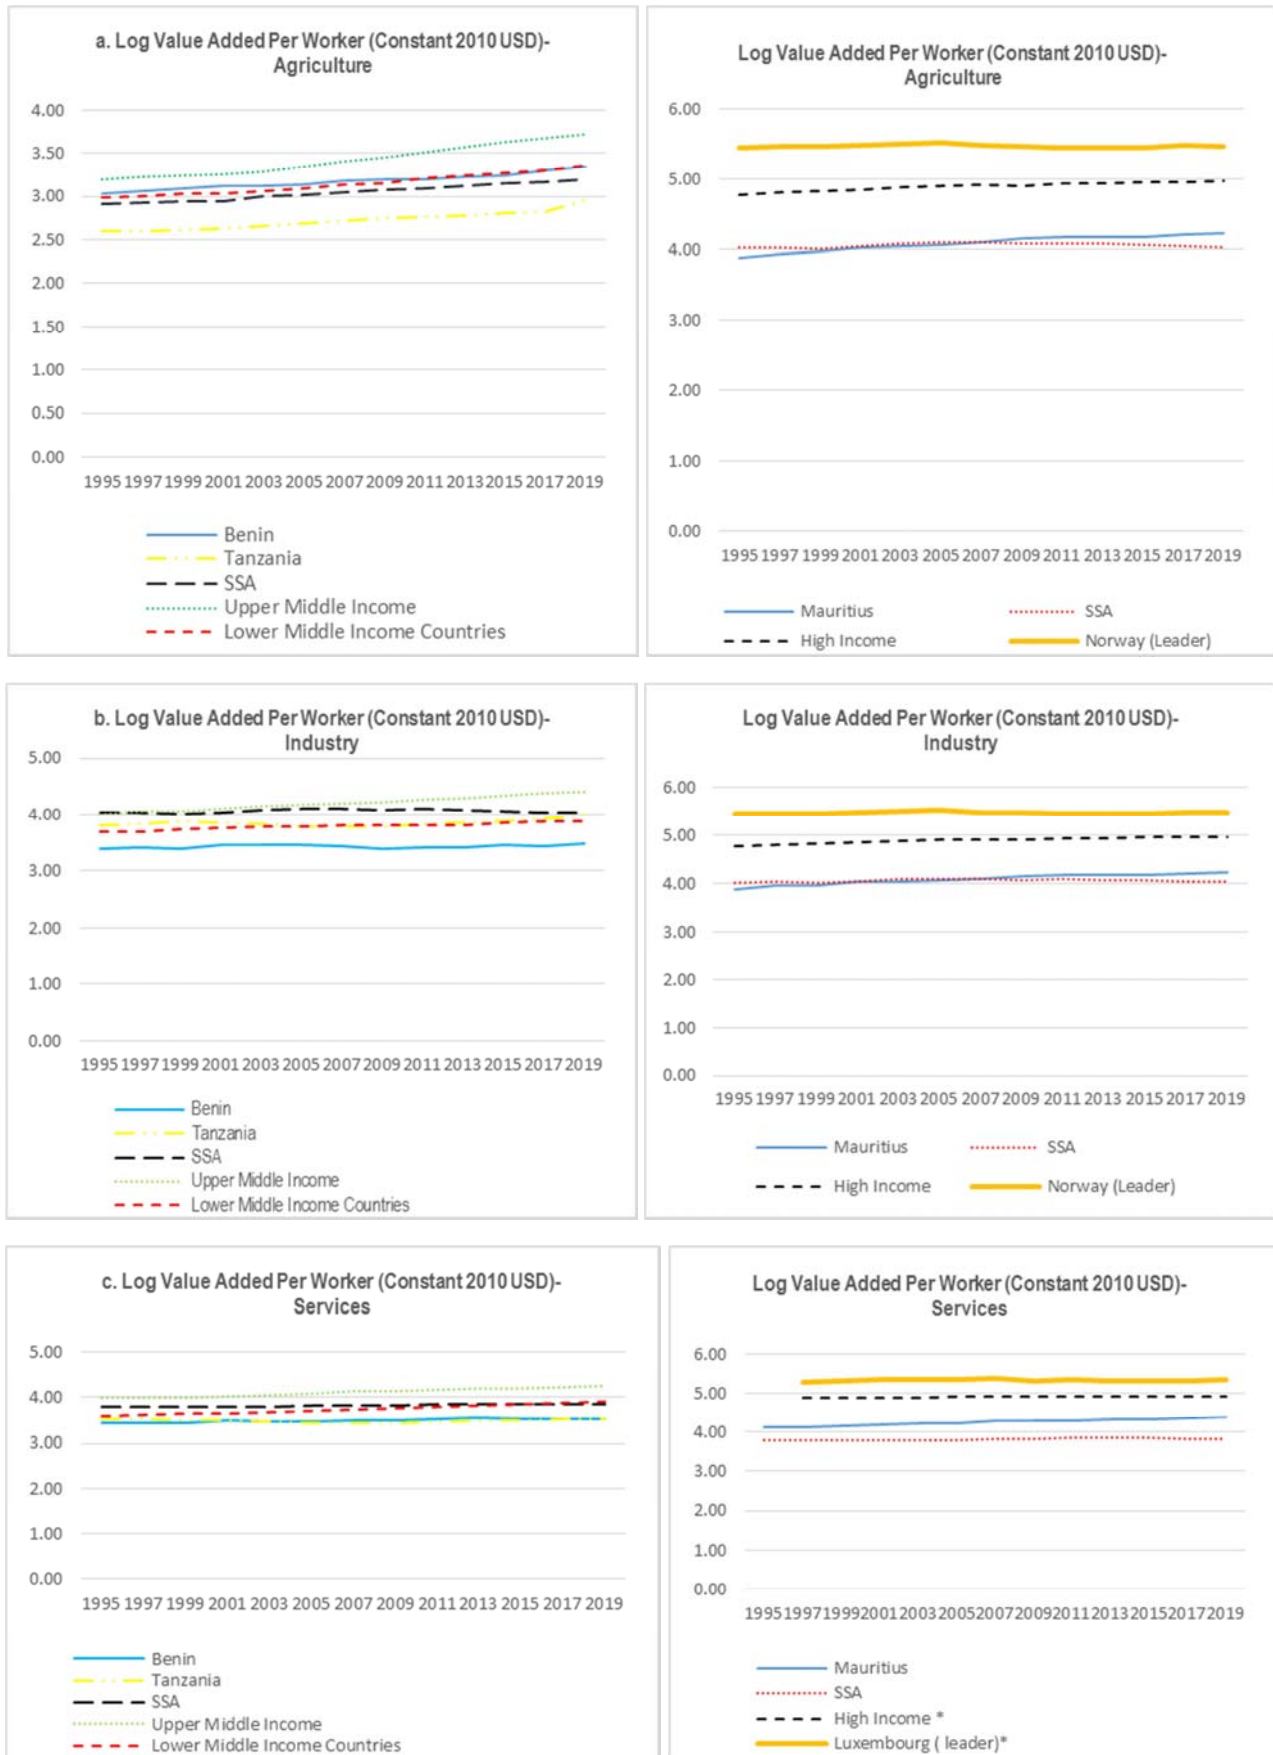 a. Log Value Added Per Worker (Constant 2010 USD)-
Agriculture
4.00
3.50
3.00
2.50
2.00
1.50
1.00
0.50
0.00
1995 1997 1999 2001 2003 2005 2007 2009 2011 2013 2015 2017 2019
Benin
Tanzania
SSA
Upper Middle Income
Lower Middle Income Countries
Log Value Added Per Worker (Constant 2010 USD)-
Agriculture
6.00
5.00
4.00
3.00
2.00
1.00
0.00
1995 1997 1999 2001 2003 2005 2007 2009 2011 2013 2015 2017 2019
Mauritius
SSA
High Income
Norway (Leader)
b. Log Value Added Per Worker (Constant 2010 USD)-
Industry
5.00
4.00
3.00
2.00
1.00
0.00
1995 1997 1999 2001 2003 2005 2007 2009 2011 2013 2015 2017 2019
Benin
Tanzania
SSA
Upper Middle Income
Lower Middle Income Countries
Log Value Added Per Worker (Constant 2010 USD)-
Industry
6.00
5.00
4.00
3.00
2.00
1.00
0.00
1995 1997 1999 2001 2003 2005 2007 2009 2011 2013 2015 2017 2019
Mauritius
SSA
High Income
Norway (Leader)
c. Log Value Added Per Worker (Constant 2010 USD)-
Services
5.00
4.00
3.00
2.00
1.00
0.00
1995 1997 1999 2001 2003 2005 2007 2009 2011 2013 2015 2017 2019
Benin
Tanzania
SSA
Upper Middle Income
Lower Middle Income Countries
Log Value Added Per Worker (Constant 2010 USD)-
Services
6.00
5.00
4.00
3.00
2.00
1.00
0.00
1995 1997 1999 2001 2003 2005 2007 2009 2011 2013 2015 2017 2019
Mauritius
SSA
High Income *
Luxembourg ( leader)*